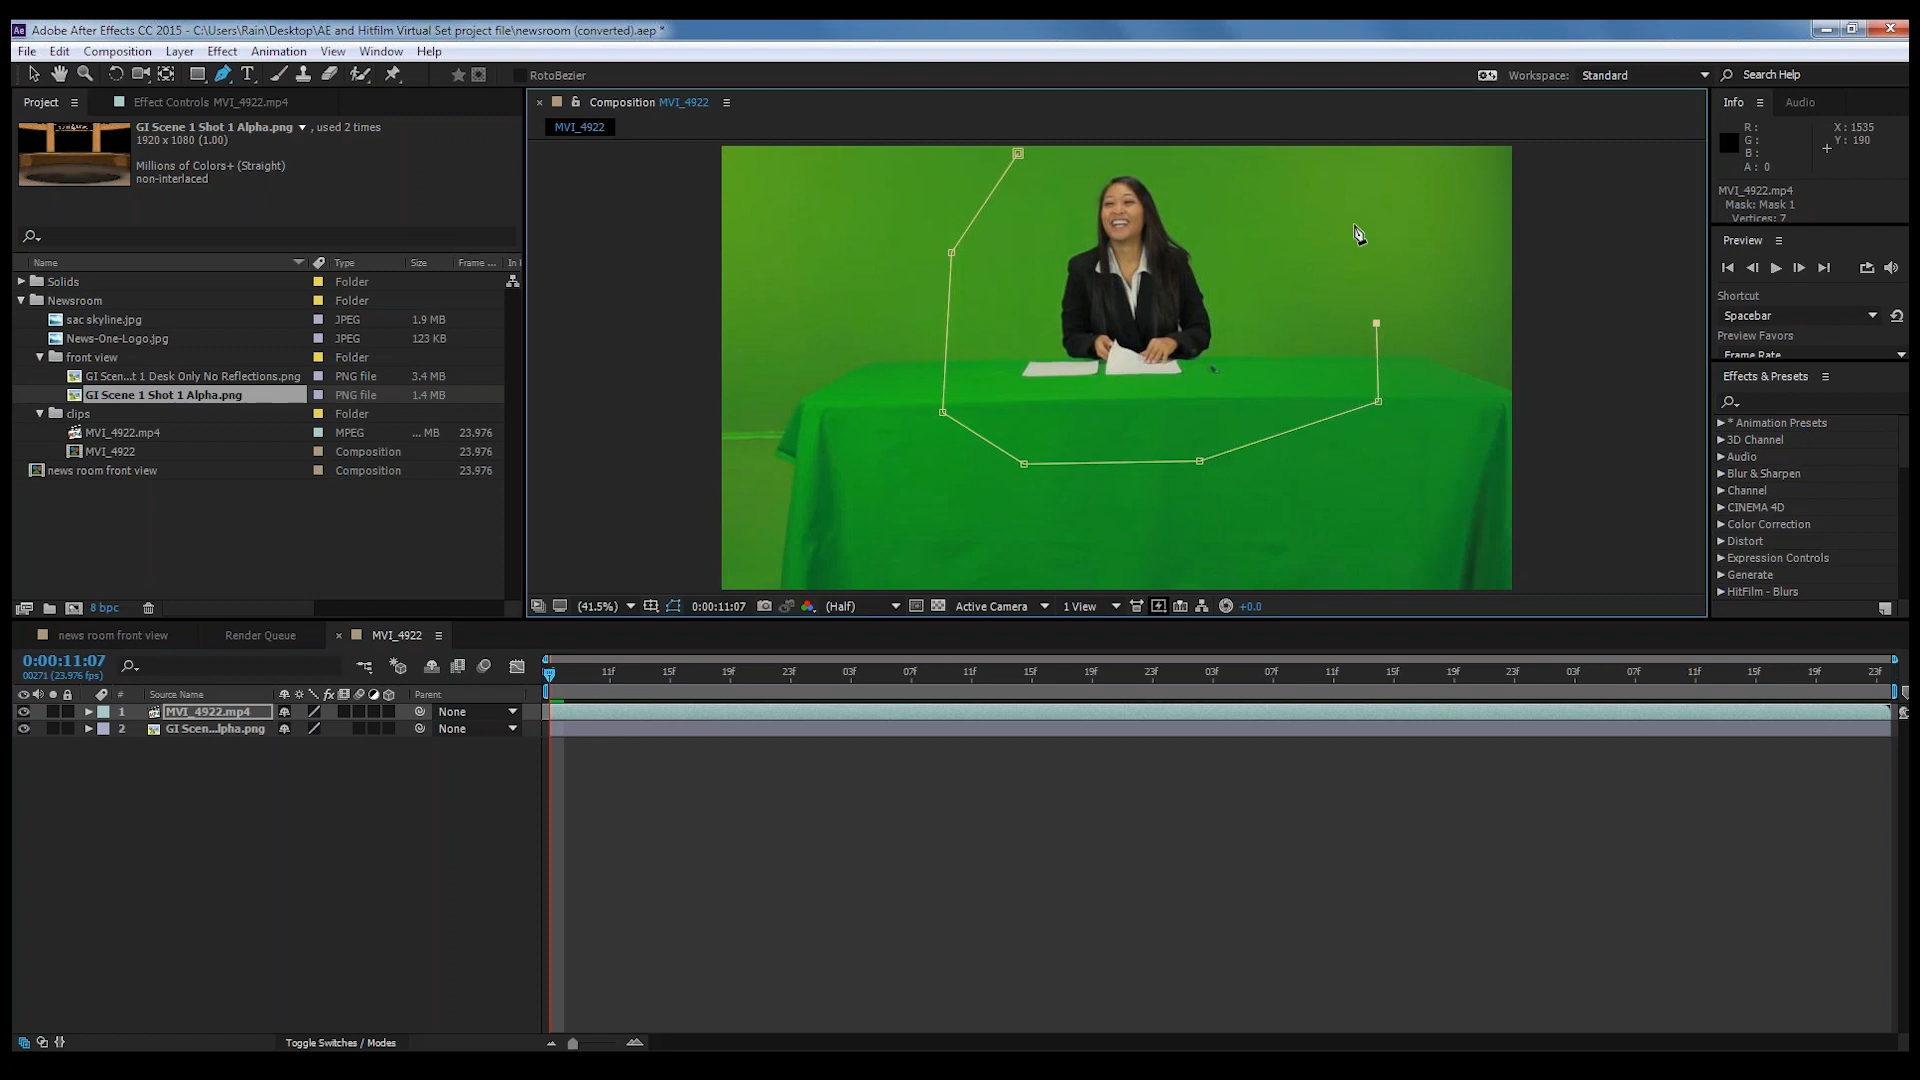 Ae Adobe After Effects CC 2015 - C:\Users\Rain\Desktop\AE and Hitfilm Virtual Set project file\newsroom (converted).aep *
File Edit Composition Layer Effect Animation View Window Help
RotoBezier
Workspace: Standard
Search Help
Project
Effect Controls MVI_4922.mp4
GI Scene 1 Shot 1 Alpha.png , used 2 times
1920 x 1080 (1.00)
Millions of Colors+ (Straight)
non-interlaced
Name Type Size Frame ... In
Solids Folder
Newsroom Folder
sac skyline.jpg JPEG 1.9 MB
News-One-Logo.jpg JPEG 123 KB
front view Folder
GI Scen...t 1 Desk Only No Reflections.png PNG file 3.4 MB
GI Scene 1 Shot 1 Alpha.png PNG file 1.4 MB
clips Folder
MVI_4922.mp4 MPEG ... MB 23.976
MVI_4922 Composition 23.976
news room front view Composition 23.976
8 bpc
Composition MVI_4922
MVI_4922
(41.5%) 0:00:11:07 (Half) Active Camera 1 View +0.0
Info Audio
R : X : 1535
G : Y : 190
B :
A : 0
MVI_4922.mp4
Mask: Mask 1
Vertices: 7
Preview
Shortcut
Spacebar
Preview Favors
Frame Rate
Effects & Presets
* Animation Presets
3D Channel
Audio
Blur & Sharpen
Channel
CINEMA 4D
Color Correction
Distort
Expression Controls
Generate
HitFilm - Blurs
news room front view Render Queue MVI_4922
0:00:11:07
00271 (23.976 fps)
11f 15f 19f 23f 03f 07f 11f 15f 19f 23f 03f 07f 11f 15f 19f 23f 03f 07f 11f 15f 19f 23f
# Source Name fx Parent
1 MVI_4922.mp4 None
2 GI Scen...lpha.png None
Toggle Switches / Modes